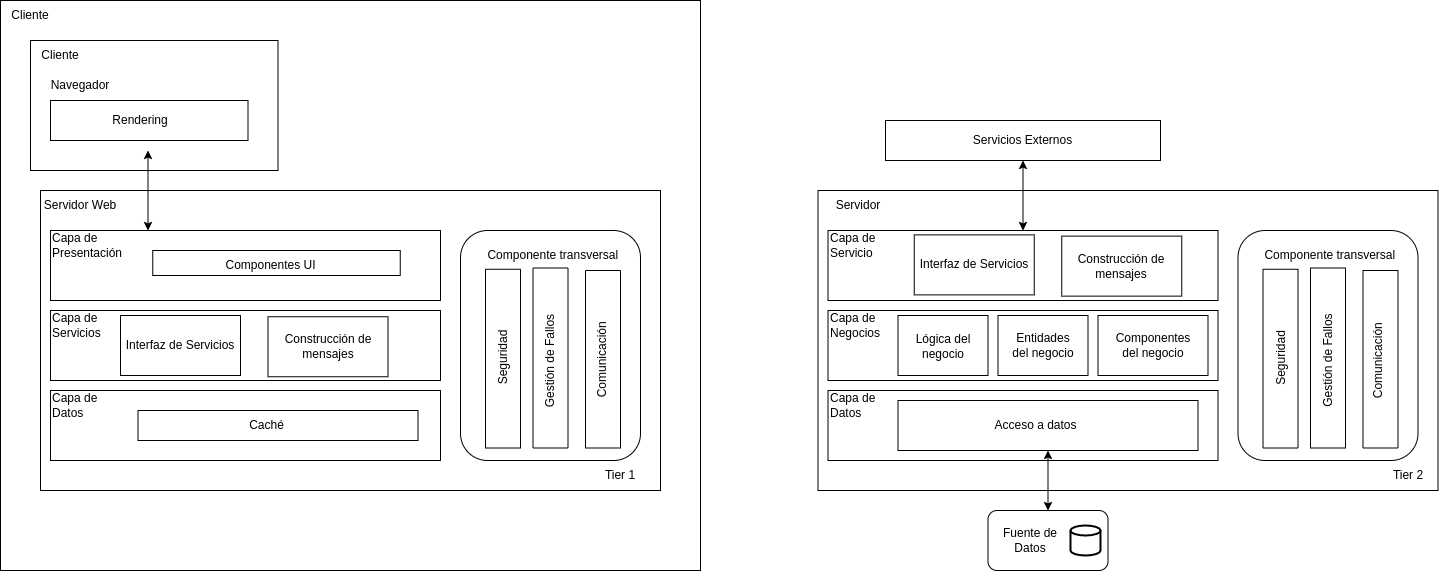 Cliente
Cliente
Navegador
Rendering
Servidor Web
Capa de
Presentación
Componentes UI
Capa de
Servicios
Interfaz de Servicios
Construcción de
mensajes
Capa de
Datos
Caché
Componente transversal
Seguridad
Gestión de Fallos
Comunicación
Tier 1
Servicios Externos
Servidor
Capa de
Servicio
Interfaz de Servicios
Construcción de
mensajes
Capa de
Negocios
Lógica del
negocio
Entidades
del negocio
Componentes
del negocio
Capa de
Datos
Acceso a datos
Componente transversal
Seguridad
Gestión de Fallos
Comunicación
Tier 2
Fuente de
Datos